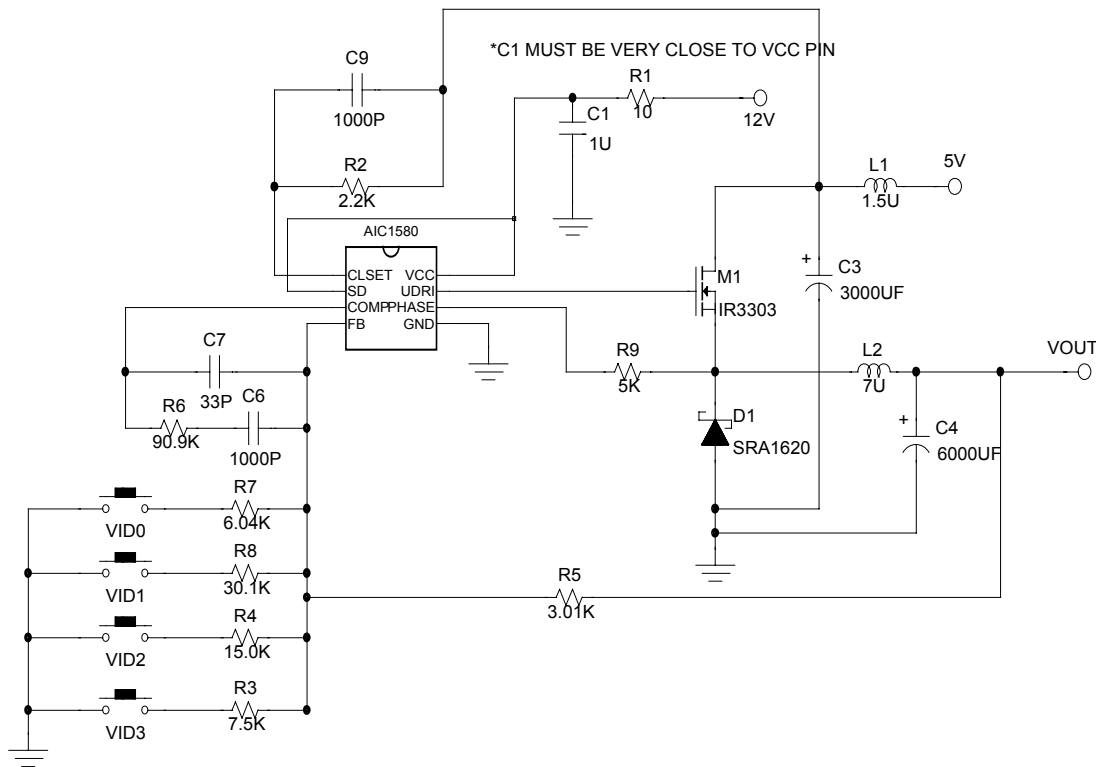 *C1 MUST BE VERY CLOSE TO VCC PIN
C9
1000P
R1
10
12V
C1
1U
R2
2.2K
L1
1.5U
5V
AIC1580
CLSET
VCC
SD
UDRI
COMP
PHASE
FB
GND
M1
IR3303
C3
3000UF
C7
33P
R9
5K
L2
7U
VOUT
R6
90.9K
C6
1000P
D1
SRA1620
C4
6000UF
R7
6.04K
VID0
R8
30.1K
VID1
R5
3.01K
R4
15.0K
VID2
R3
7.5K
VID3
+
+